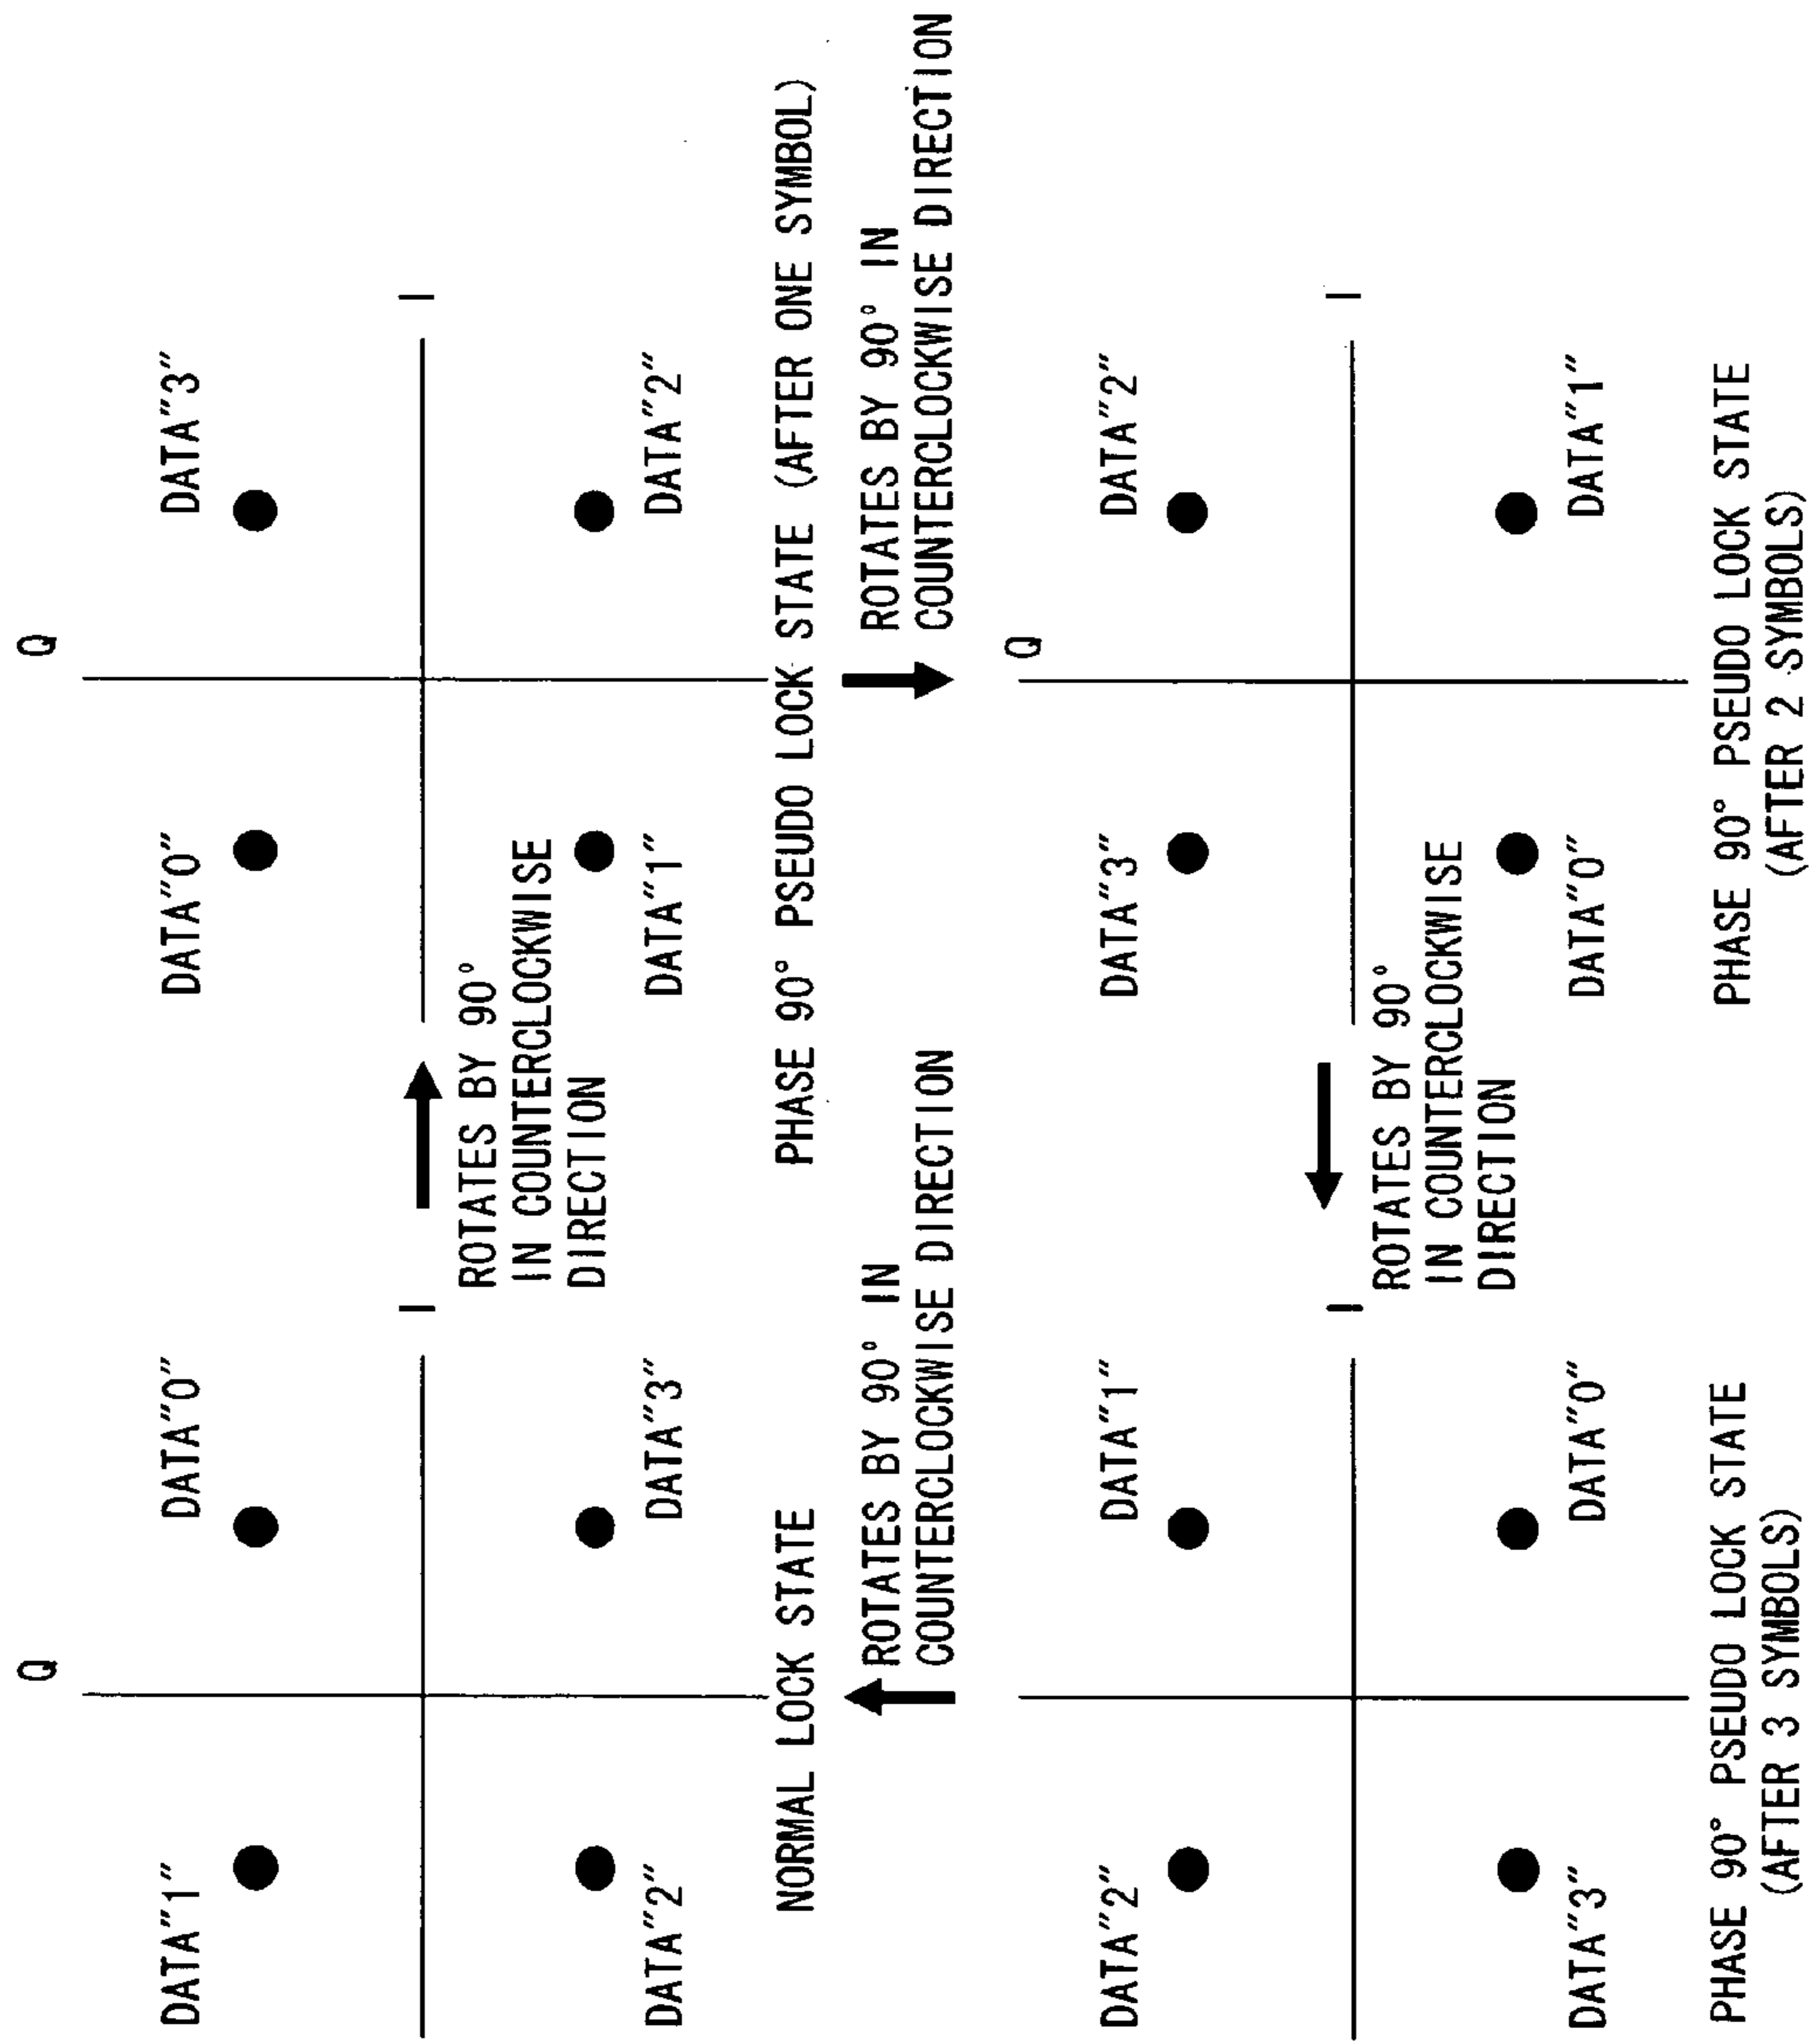 Q
DATA"1"
DATA"0"
I
DATA"2"
DATA"3"
NORMAL LOCK STATE
ROTATES BY 90°
IN COUNTERCLOCKWISE
DIRECTION
Q
DATA"0"
DATA"3"
I
DATA"1"
DATA"2"
PHASE 90° PSEUDO LOCK STATE (AFTER ONE SYMBOL)
ROTATES BY 90° IN
COUNTERCLOCKWISE DIRECTION
ROTATES BY 90° IN
COUNTERCLOCKWISE DIRECTION
DATA"2"
DATA"1"
I
DATA"3"
DATA"0"
PHASE 90° PSEUDO LOCK STATE
(AFTER 3 SYMBOLS)
ROTATES BY 90°
IN COUNTERCLOCKWISE
DIRECTION
Q
DATA"3"
DATA"2"
I
DATA"0"
DATA"1"
PHASE 90° PSEUDO LOCK STATE
(AFTER 2 SYMBOLS)